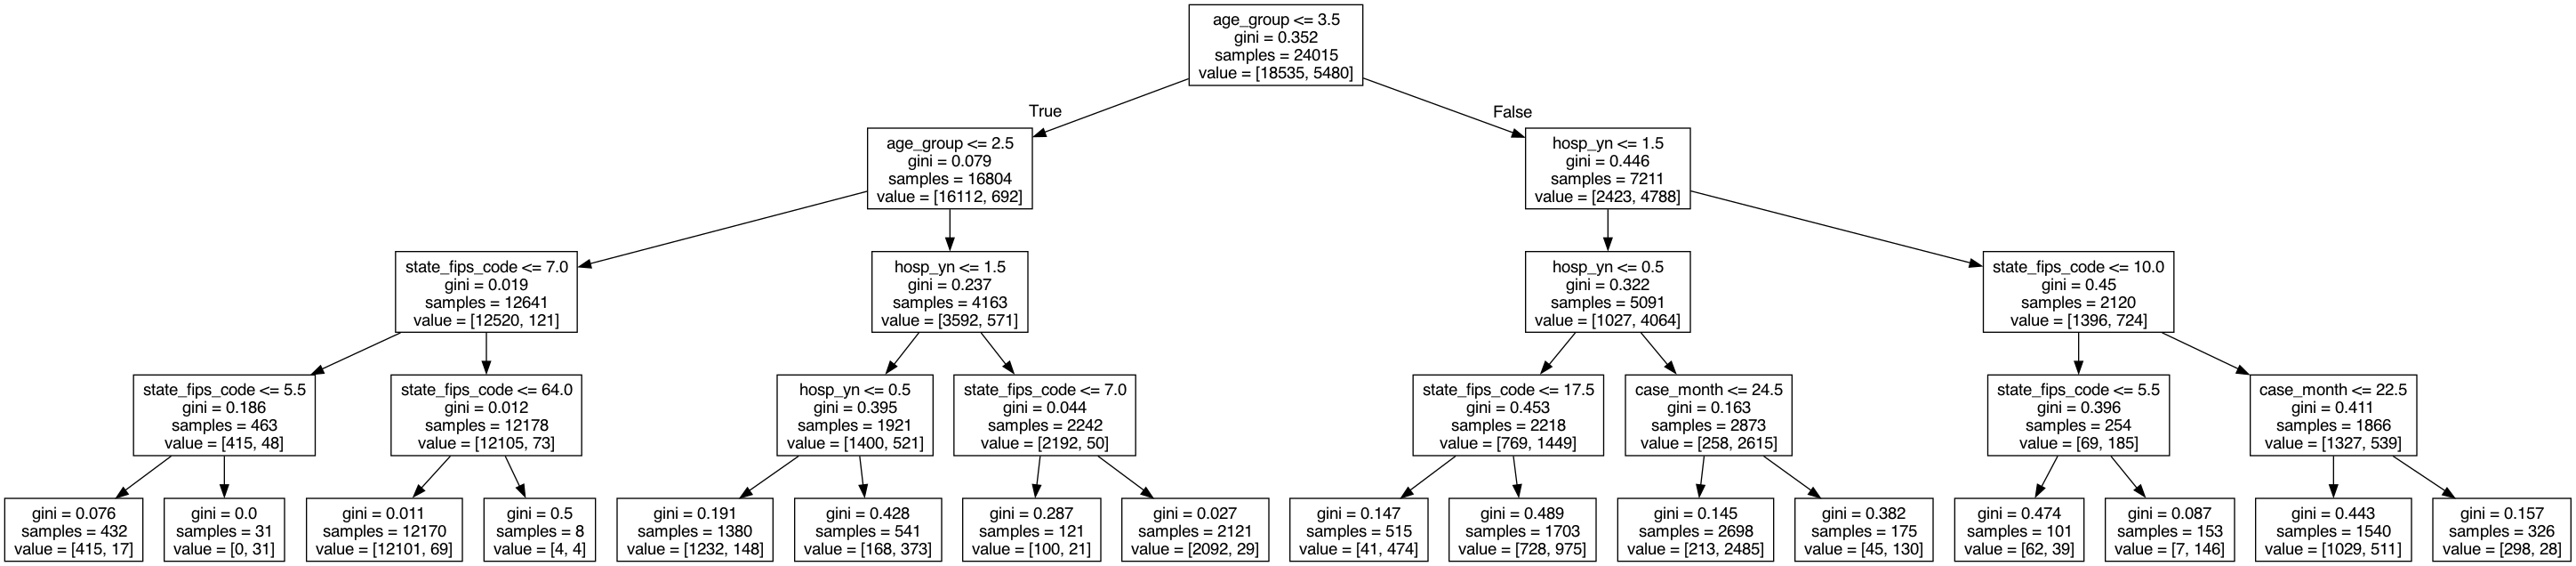 age_group <= 3.5
gini = 0.352
samples = 24015
value = [18535, 5480]
True
False
age_group <= 2.5
gini = 0.079
samples = 16804
value = [16112, 692]
hosp_yn <= 1.5
gini = 0.446
samples = 7211
value = [2423, 4788]
state_fips_code <= 7.0
gini = 0.019
samples = 12641
value = [12520, 121]
hosp_yn <= 1.5
gini = 0.237
samples = 4163
value = [3592, 571]
hosp_yn <= 0.5
gini = 0.322
samples = 5091
value = [1027, 4064]
state_fips_code <= 10.0
gini = 0.45
samples = 2120
value = [1396, 724]
state_fips_code <= 5.5
gini = 0.186
samples = 463
value = [415, 48]
state_fips_code <= 64.0
gini = 0.012
samples = 12178
value = [12105, 73]
hosp_yn <= 0.5
gini = 0.395
samples = 1921
value = [1400, 521]
state_fips_code <= 7.0
gini = 0.044
samples = 2242
value = [2192, 50]
state_fips_code <= 17.5
gini = 0.453
samples = 2218
value = [769, 1449]
case_month <= 24.5
gini = 0.163
samples = 2873
value = [258, 2615]
state_fips_code <= 5.5
gini = 0.396
samples = 254
value = [69, 185]
case_month <= 22.5
gini = 0.411
samples = 1866
value = [1327, 539]
gini = 0.076
samples = 432
value = [415, 17]
gini = 0.0
samples = 31
value = [0, 31]
gini = 0.011
samples = 12170
value = [12101, 69]
gini = 0.5
samples = 8
value = [4, 4]
gini = 0.191
samples = 1380
value = [1232, 148]
gini = 0.428
samples = 541
value = [168, 373]
gini = 0.287
samples = 121
value = [100, 21]
gini = 0.027
samples = 2121
value = [2092, 29]
gini = 0.147
samples = 515
value = [41, 474]
gini = 0.489
samples = 1703
value = [728, 975]
gini = 0.145
samples = 2698
value = [213, 2485]
gini = 0.382
samples = 175
value = [45, 130]
gini = 0.474
samples = 101
value = [62, 39]
gini = 0.087
samples = 153
value = [7, 146]
gini = 0.443
samples = 1540
value = [1029, 511]
gini = 0.157
samples = 326
value = [298, 28]